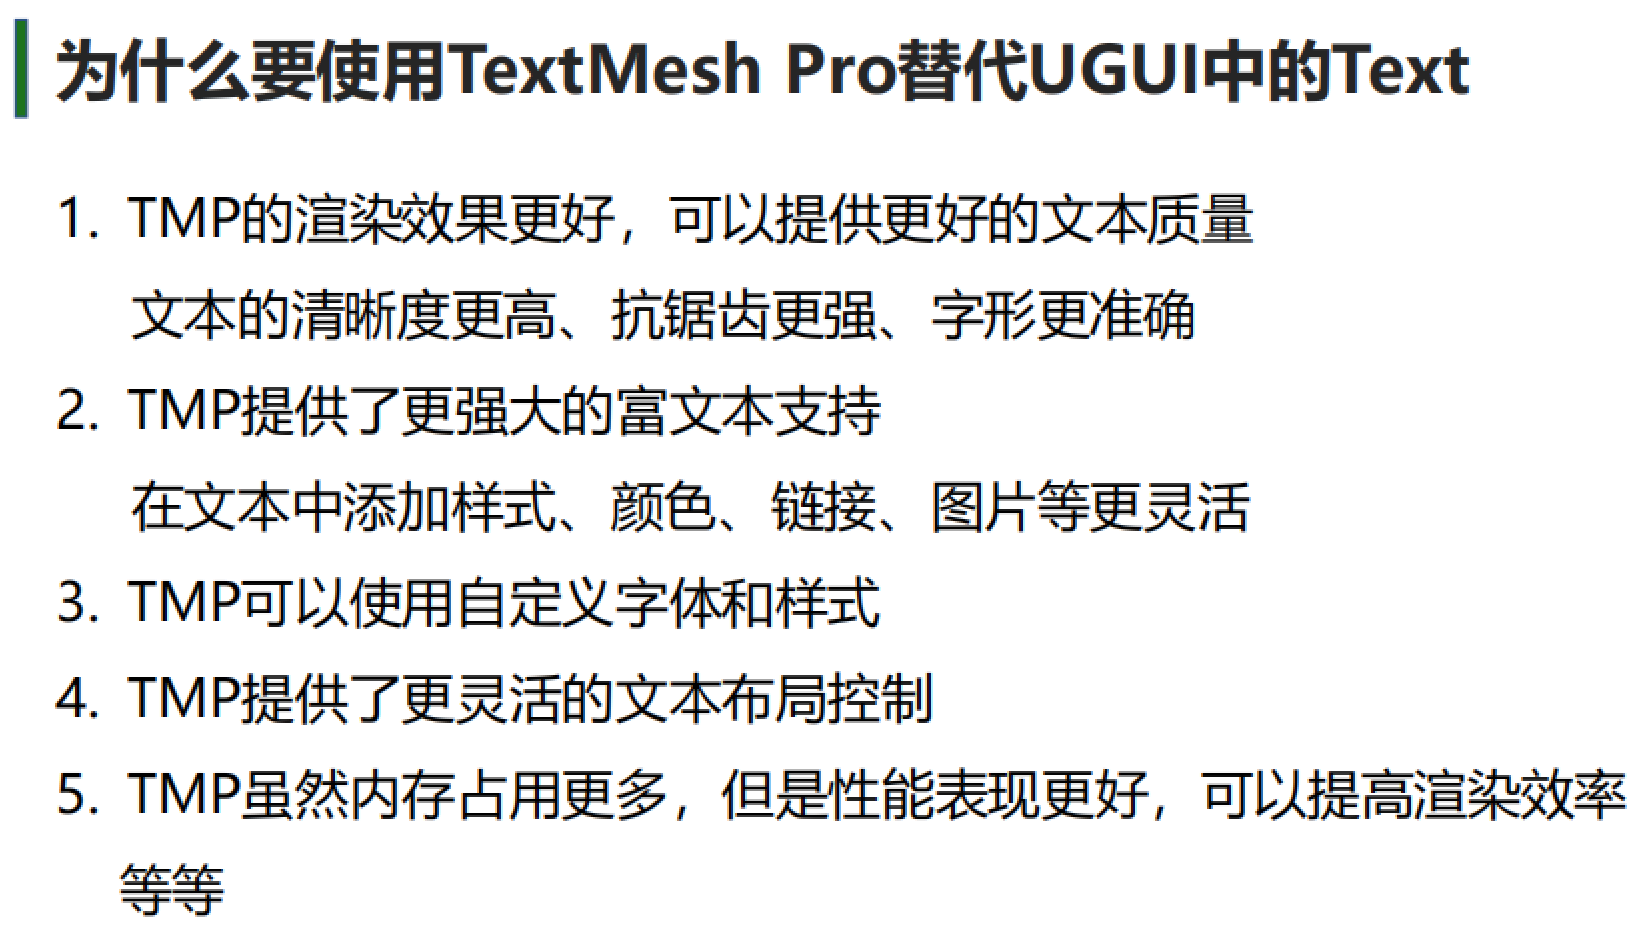 为什么要使用TextMesh Pro替代UGUI中的Text
1. TMP的渲染效果更好，可以提供更好的文本质量
文本的清晰度更高、抗锯齿更强、字形更准确
2. TMP提供了更强大的富文本支持
在文本中添加样式、颜色、链接、图片等更灵活
3. TMP可以使用自定义字体和样式
4. TMP提供了更灵活的文本布局控制
5. TMP虽然内存占用更多，但是性能表现更好，可以提高渲染效率
等等